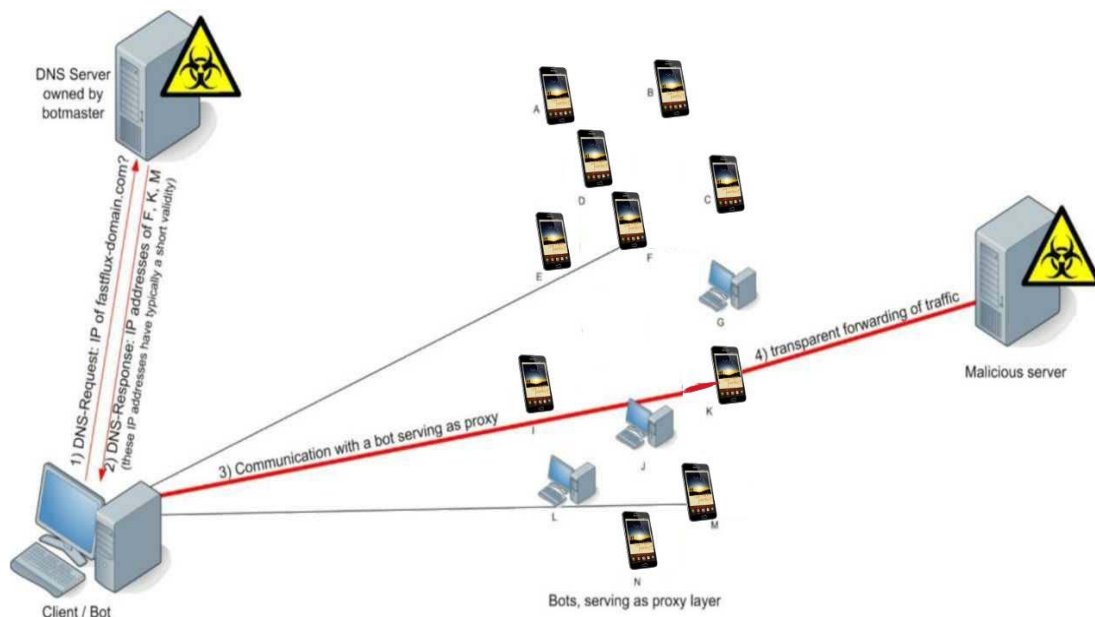 DNS Server
owned by
botmaster
1) DNS-Request: IP of fastflux-domain.com?
2) DNS-Response: IP addresses of F, K, M
(these IP addresses have typically a short validity)
A
B
D
C
E
F
G
4) transparent forwarding of traffic
Malicious server
K
I
3) Communication with a bot serving as proxy
J
L
M
N
Bots, serving as proxy layer
Client / Bot